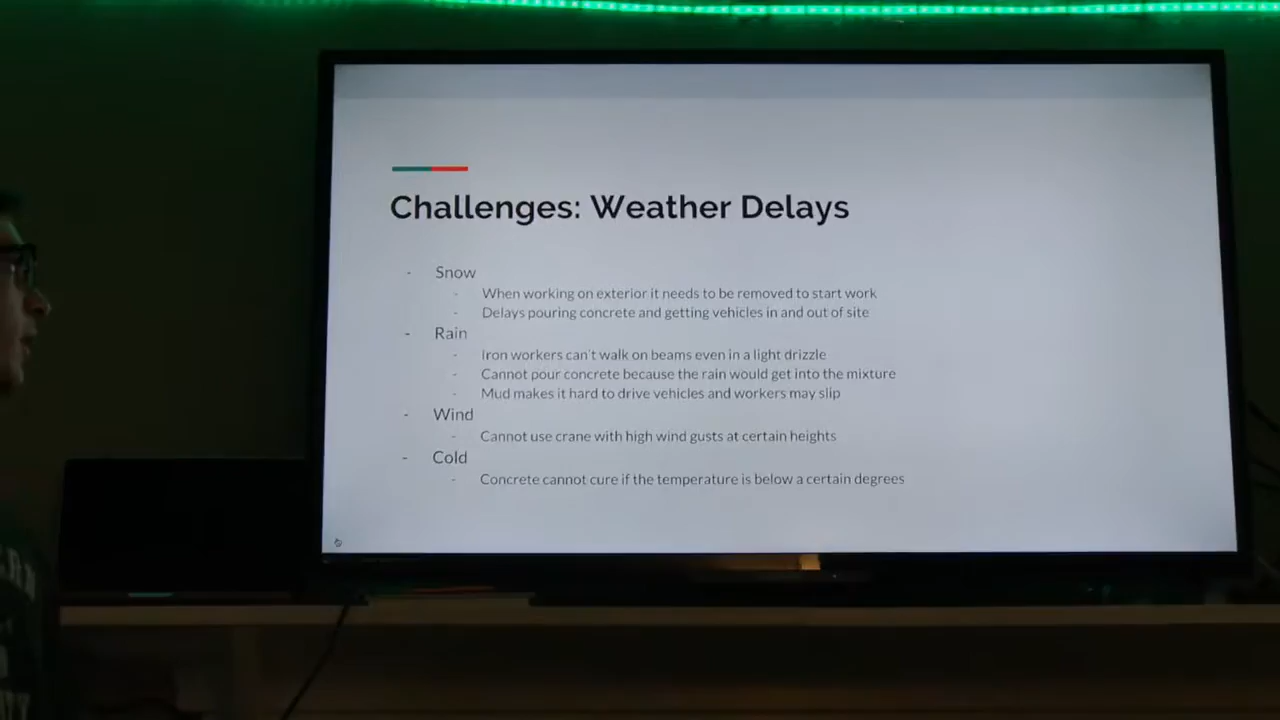 Challenges: Weather Delays
- Snow
- When working on exterior it needs to be removed to start work
- Delays pouring concrete and getting vehicles in and out of site
- Rain
- Iron workers can't walk on beams even in a light drizzle
- Cannot pour concrete because the rain would get into the mixture
- Mud makes it hard to drive vehicles and workers may slip
- Wind
- Cannot use crane with high wind gusts at certain heights
- Cold
- Concrete cannot cure if the temperature is below a certain degrees